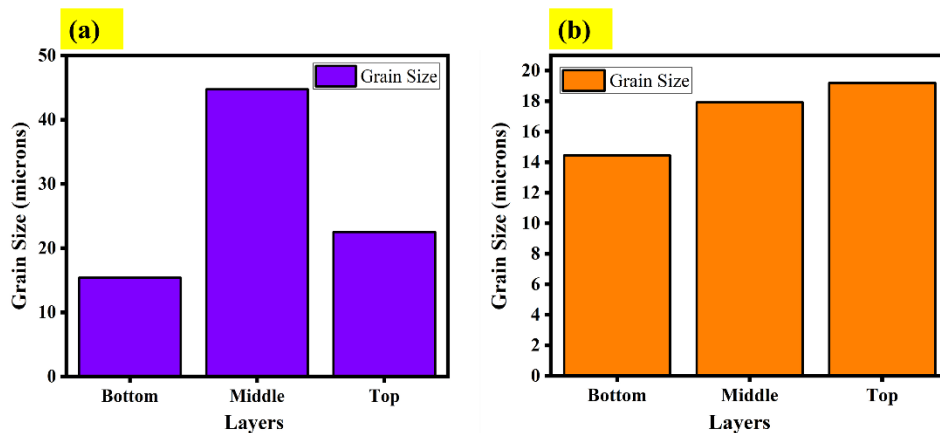 (a)
Grain Size
Grain Size (microns)
50
40
30
20
10
0
Bottom Middle Top
Layers
(b)
Grain Size
Grain Size (microns)
20
18
16
14
12
10
8
6
4
2
0
Bottom Middle Top
Layers